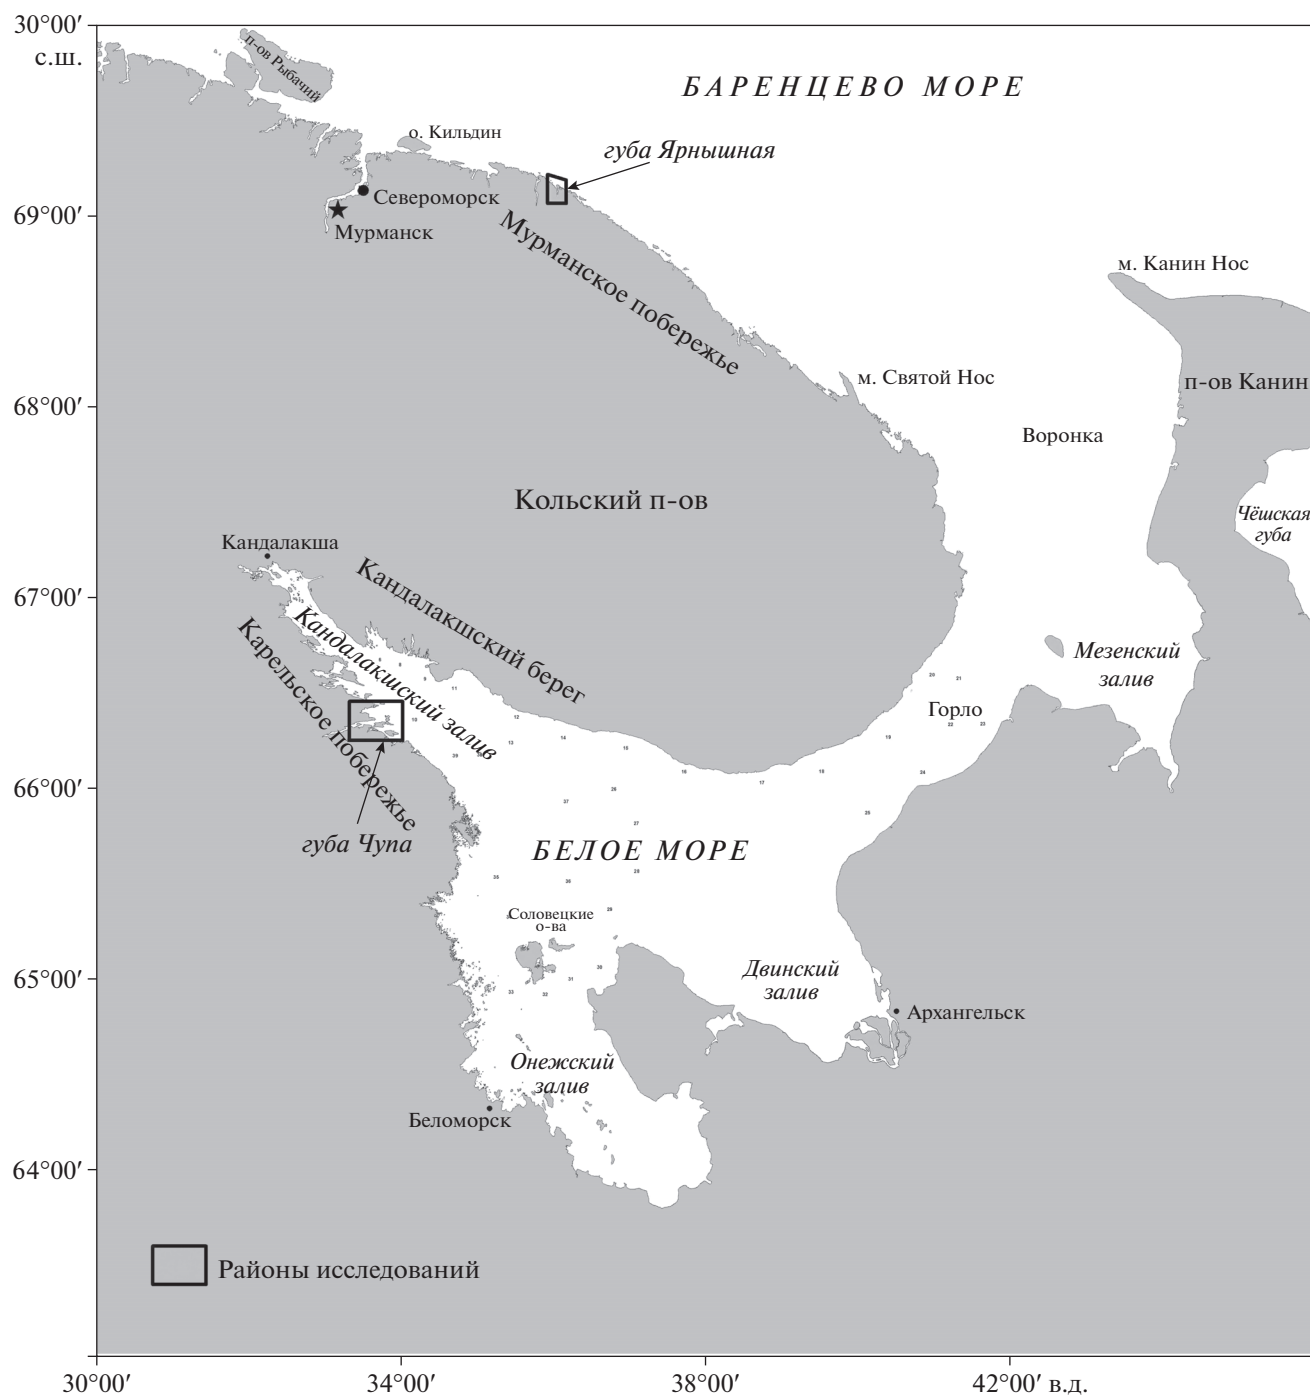 30°00′
с.ш.
п-ов Рыбачий
БАРЕНЦЕВО МОРЕ
о. Кильдин
губа Ярнышная
Североморск
69°00′
Мурманск
Мурманское побережье
м. Канин Нос
м. Святой Нос
п-ов Канин
68°00′
Воронка
Кольский п-ов
Чёшская
губа
Кандалакша
67°00′
Кандалакшский берег
Кандалакшский залив
Карельское побережье
Мезенский
залив
Горло
66°00′
губа Чупа
БЕЛОЕ МОРЕ
Соловецкие
о-ва
65°00′
Двинский
залив
Архангельск
Онежский
залив
Беломорск
64°00′
Районы исследований
30°00′
34°00′
38°00′
42°00′ в.д.